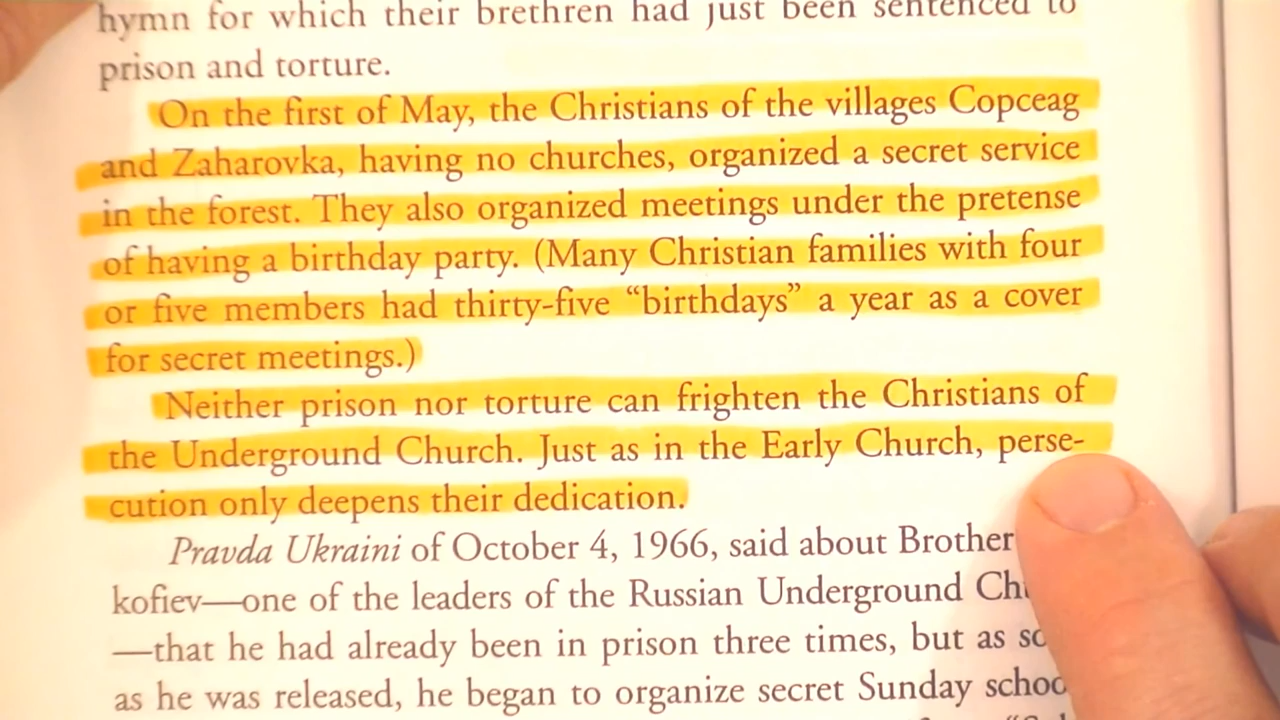 hymn for which their brethren had just been sentenced to
prison and torture.
On the first of May, the Christians of the villages Copceag
and Zaharovka, having no churches, organized a secret service
in the forest. They also organized meetings under the pretense
of having a birthday party. (Many Christian families with four
or five members had thirty-five “birthdays” a year as a cover
for secret meetings.)
Neither prison nor torture can frighten the Christians of
the Underground Church. Just as in the Early Church, perse-
cution only deepens their dedication.
Pravda Ukraini of October 4, 1966, said about Brother
kofiev—one of the leaders of the Russian Underground
—that he had already been in prison three times, but as
as he was released, he began to organize secret Sunday